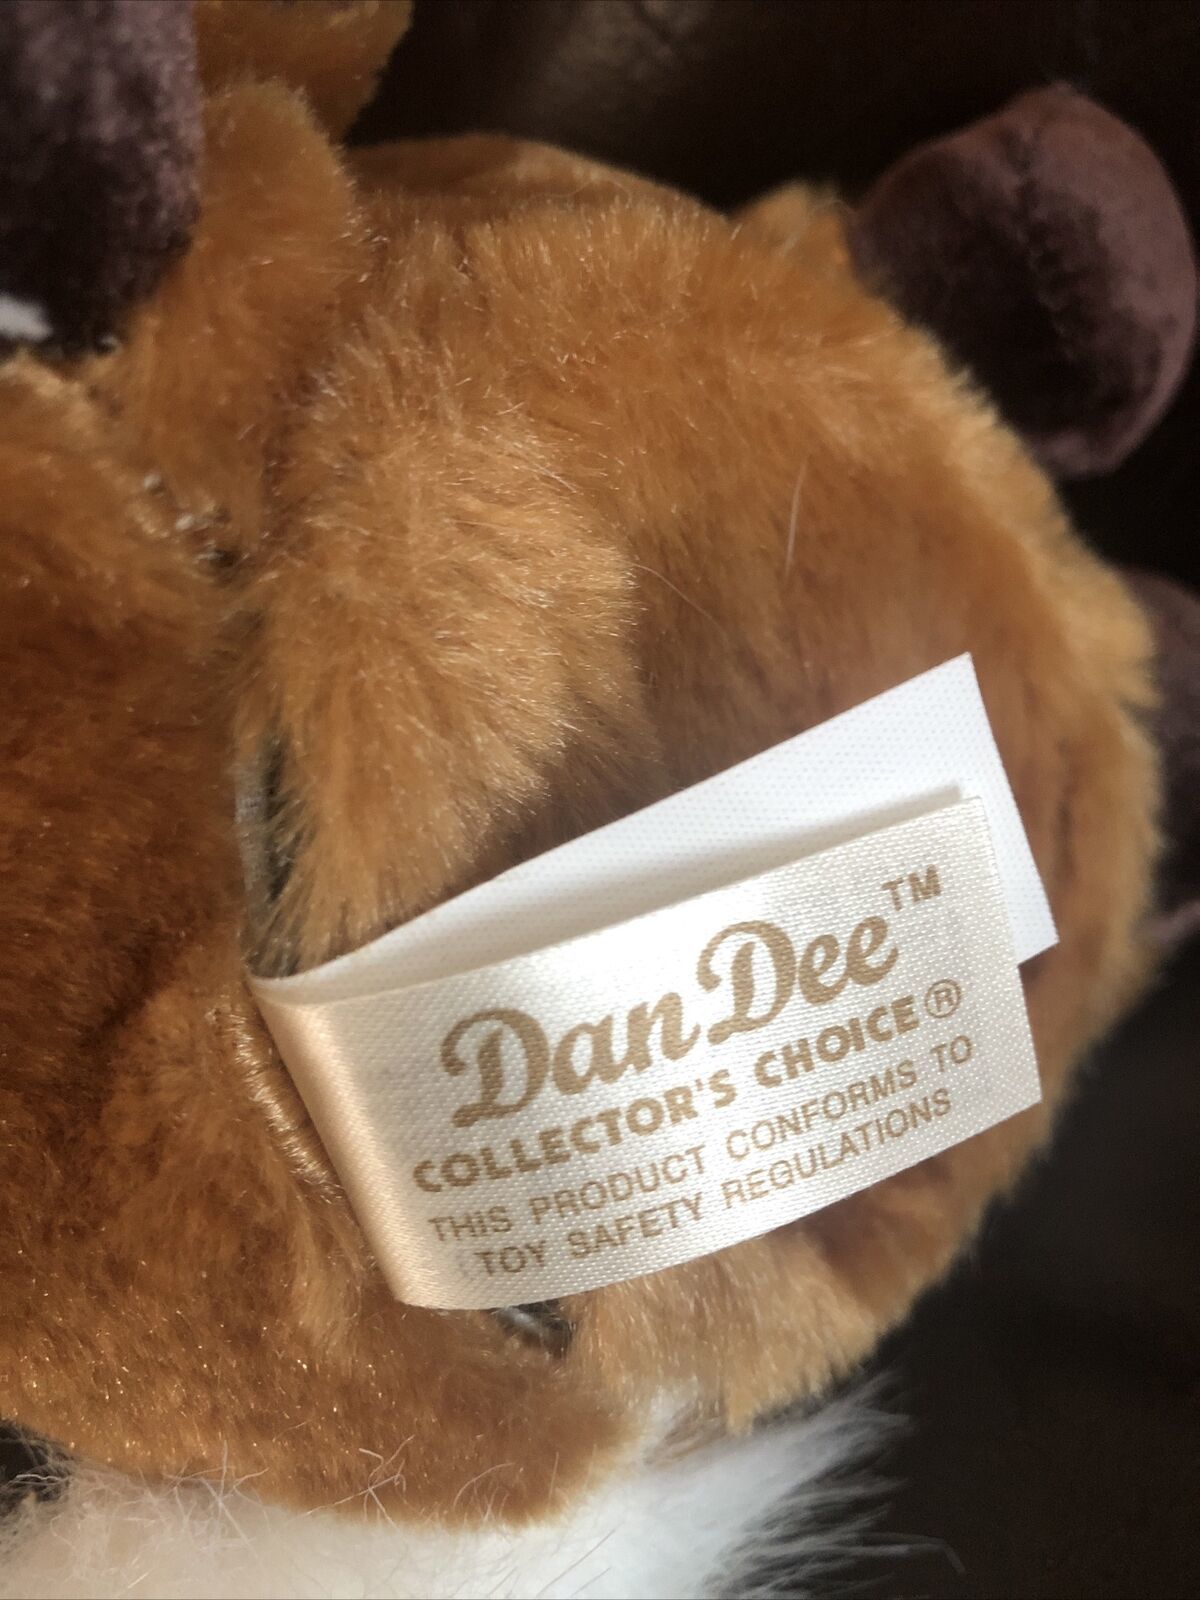 Dan Dee™
COLLECTOR'S CHOICE®
THIS PRODUCT CONFORMS TO
TOY SAFETY REGULATIONS